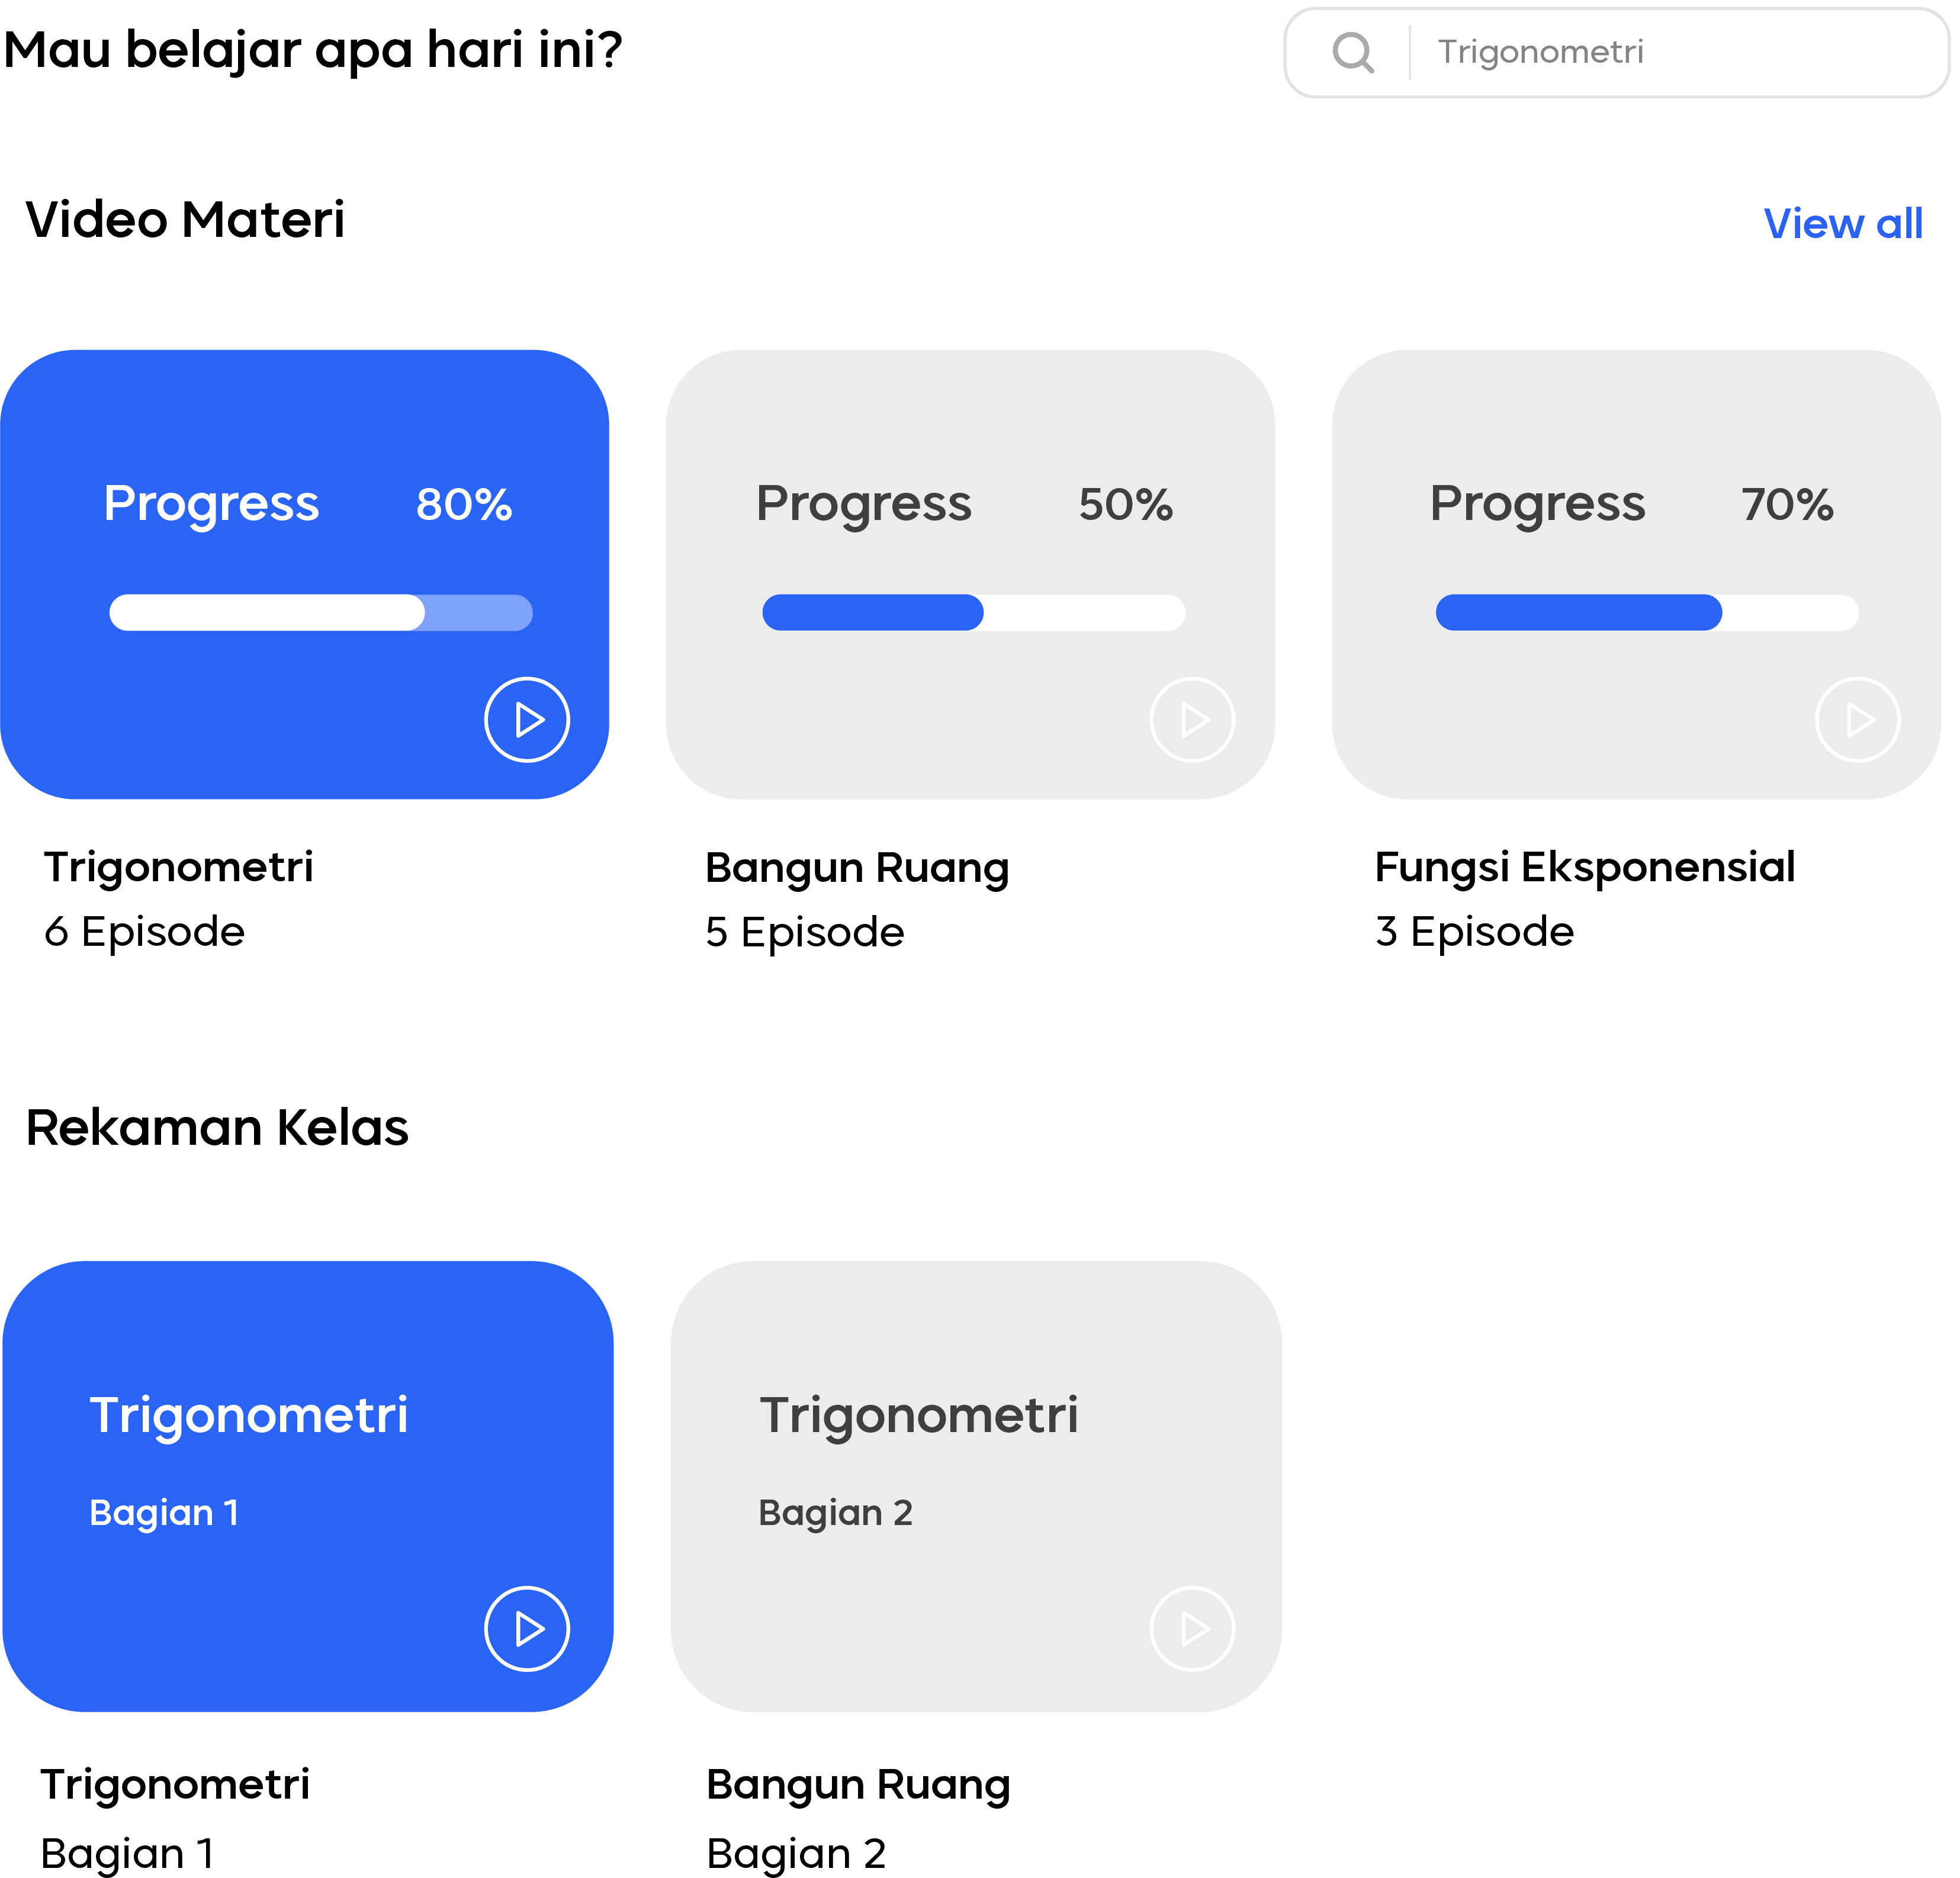 Mau belajar apa hari ini?
Trigonometri
Video Materi
View all
Progress 80%
Progress 50%
Progress 70%
Trigonometri
6 Episode
Bangun Ruang
5 Episode
Fungsi Eksponensial
3 Episode
Rekaman Kelas
Trigonometri
Bagian 1
Trigonometri
Bagian 2
Trigonometri
Bagian 1
Bangun Ruang
Bagian 2